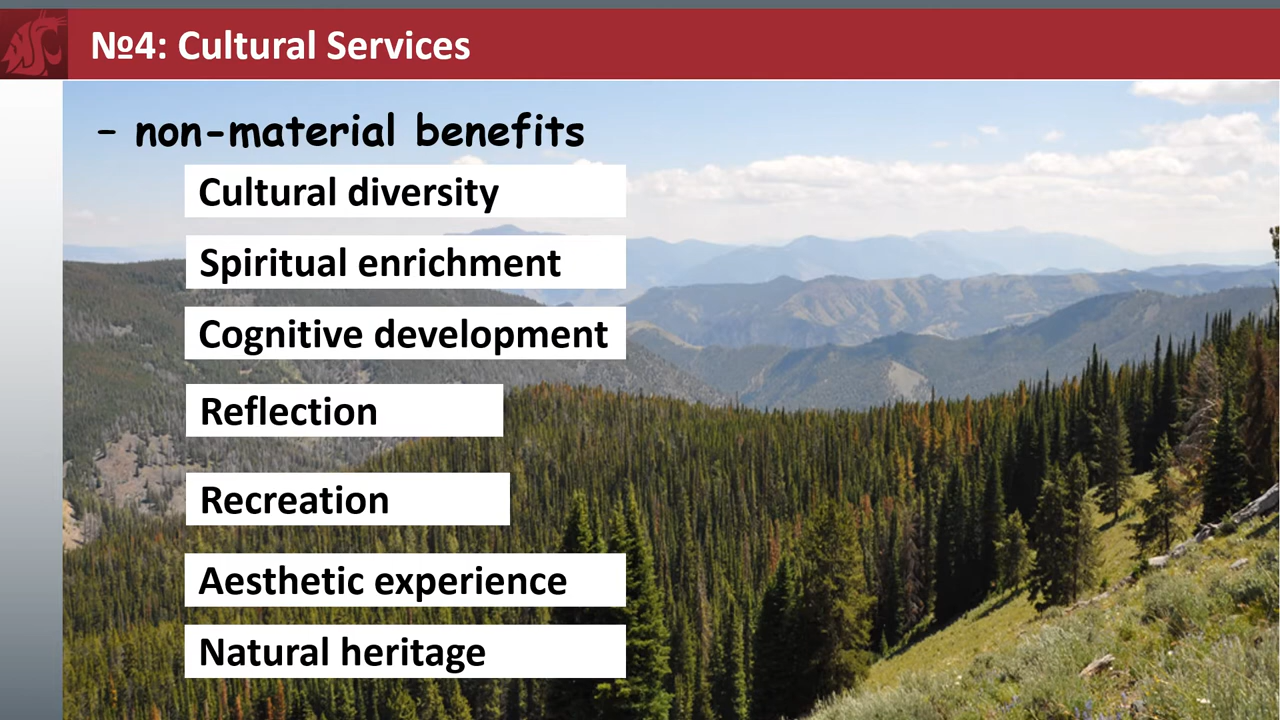 №4: Cultural Services
– non-material benefits
Cultural diversity
Spiritual enrichment
Cognitive development
Reflection
Recreation
Aesthetic experience
Natural heritage